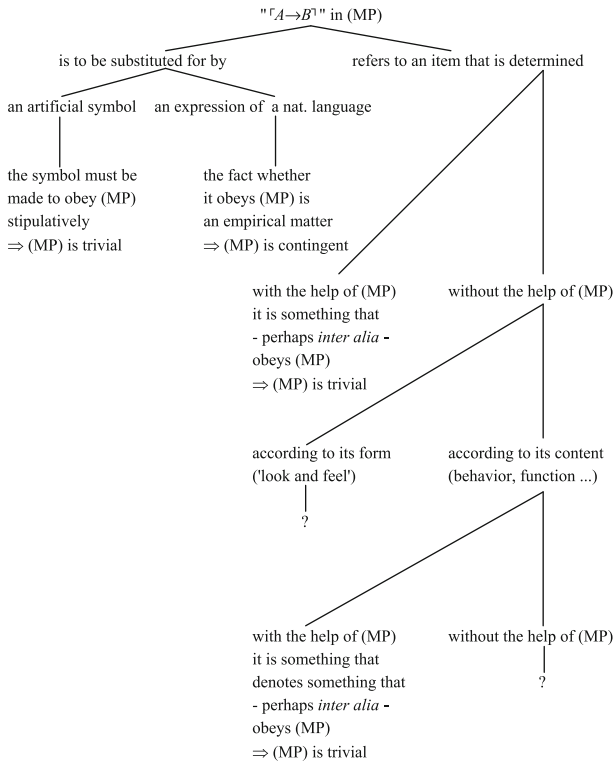 "⌜A→B⌝" in (MP)
is to be substituted for by
refers to an item that is determined
an artificial symbol
an expression of a nat. language
the symbol must be
made to obey (MP)
stipulatively
⇒ (MP) is trivial
the fact whether
it obeys (MP) is
an empirical matter
⇒ (MP) is contingent
with the help of (MP)
it is something that
- perhaps inter alia -
obeys (MP)
⇒ (MP) is trivial
without the help of (MP)
according to its form
('look and feel')
?
according to its content
(behavior, function ...)
with the help of (MP)
it is something that
denotes something that
- perhaps inter alia -
obeys (MP)
⇒ (MP) is trivial
without the help of (MP)
?